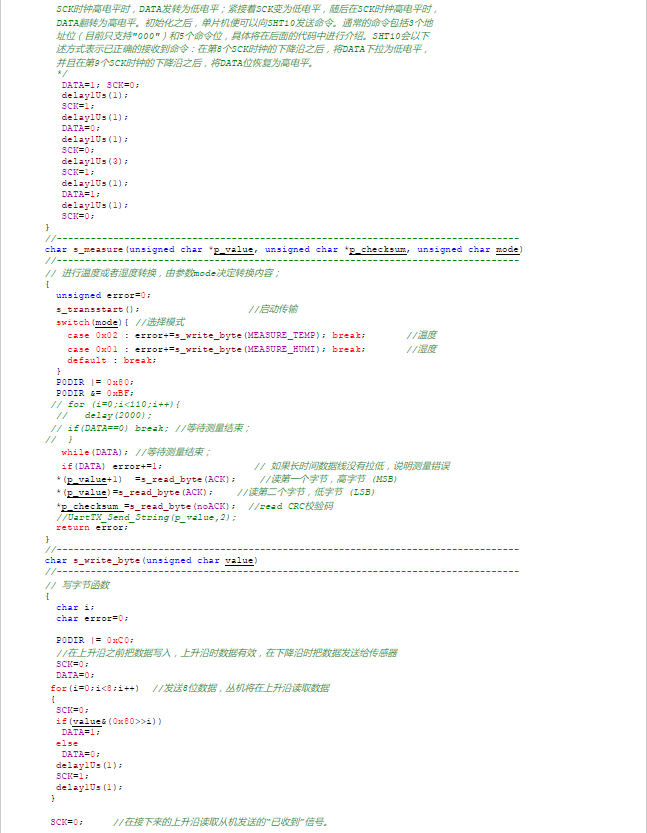 SCK时钟高电平时，DATA发转为低电平；紧接着SCK变为低电平，随后在SCK时钟高电平时，
DATA翻转为高电平。初始化之后，单片机便可以向SHT10发送命令。通常的命令包括3个地
址位（目前只支持"000"）和5个命令位，具体将在后面的代码中进行介绍。SHT10会以下
述方式表示已正确的接收到命令：在第8个SCK时钟的下降沿之后，将DATA下拉为低电平，
并且在第9个SCK时钟的下降沿之后，将DATA位恢复为高电平。
*/
DATA=1; SCK=0;
delay1Us(1);
SCK=1;
delay1Us(1);
DATA=0;
delay1Us(1);
SCK=0;
delay1Us(3);
SCK=1;
delay1Us(1);
DATA=1;
delay1Us(1);
SCK=0;
}
//------------------------------------------------------------------------------------
char s_measure(unsigned char *p_value, unsigned char *p_checksum, unsigned char mode)
//------------------------------------------------------------------------------------
// 进行温度或者湿度转换，由参数mode决定转换内容；
{
unsigned error=0;
s_transstart(); //启动传输
switch(mode){ //选择模式
case 0x02 : error+=s_write_byte(MEASURE_TEMP); break; //温度
case 0x01 : error+=s_write_byte(MEASURE_HUMI); break; //湿度
default : break;
}
P0DIR |= 0x80;
P0DIR &= 0xBF;
// for (i=0;i<110;i++){
// delay(2000);
// if(DATA==0) break; //等待测量结束；
// }
while(DATA); //等待测量结束；
if(DATA) error+=1; // 如果长时间数据线没有拉低，说明测量错误
*(p_value+1) =s_read_byte(ACK); //读第一个字节，高字节 (MSB)
*(p_value)=s_read_byte(ACK); //读第二个字节，低字节 (LSB)
*p_checksum =s_read_byte(noACK); //read CRC校验码
//UartTX_Send_String(p_value,2);
return error;
}
//------------------------------------------------------------------------------------
char s_write_byte(unsigned char value)
//------------------------------------------------------------------------------------
// 写字节函数
{
char i;
char error=0;
P0DIR |= 0xC0;
//在上升沿之前把数据写入，上升沿时数据有效，在下降沿时把数据发送给传感器
SCK=0;
DATA=0;
for(i=0;i<8;i++) //发送8位数据，丛机将在上升沿读取数据
{
SCK=0;
if(value&(0x80>>i))
DATA=1;
else
DATA=0;
delay1Us(1);
SCK=1;
delay1Us(1);
}
SCK=0; //在接下来的上升沿读取从机发送的“已收到”信号。